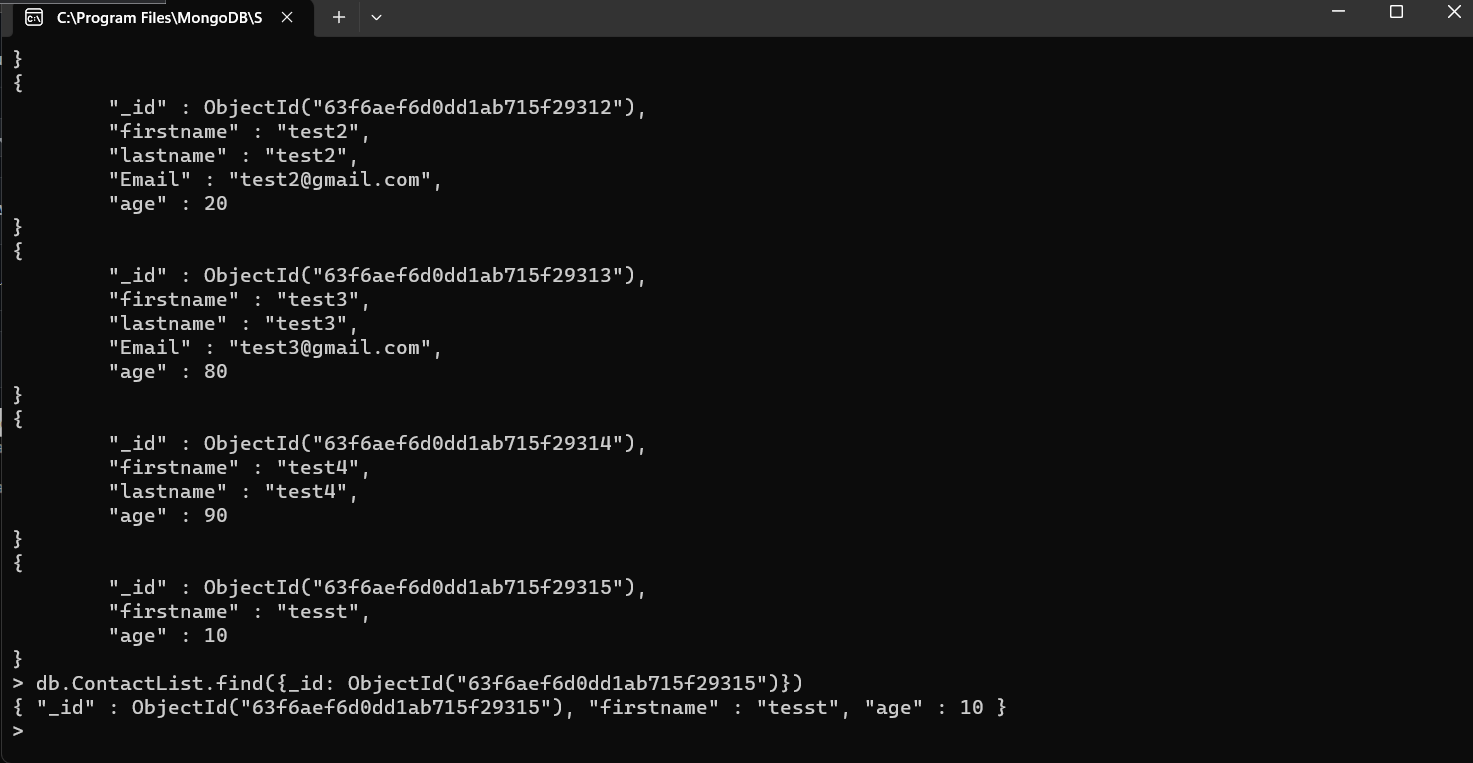 C:\Program Files\MongoDB\S
}
{
"_id" : ObjectId("63f6aef6d0dd1ab715f29312"),
"firstname" : "test2",
"lastname" : "test2",
"Email" : "test2@gmail.com",
"age" : 20
}
{
"_id" : ObjectId("63f6aef6d0dd1ab715f29313"),
"firstname" : "test3",
"lastname" : "test3",
"Email" : "test3@gmail.com",
"age" : 80
}
{
"_id" : ObjectId("63f6aef6d0dd1ab715f29314"),
"firstname" : "test4",
"lastname" : "test4",
"age" : 90
}
{
"_id" : ObjectId("63f6aef6d0dd1ab715f29315"),
"firstname" : "tesst",
"age" : 10
}
> db.ContactList.find({_id: ObjectId("63f6aef6d0dd1ab715f29315")})
{ "_id" : ObjectId("63f6aef6d0dd1ab715f29315"), "firstname" : "tesst", "age" : 10 }
>